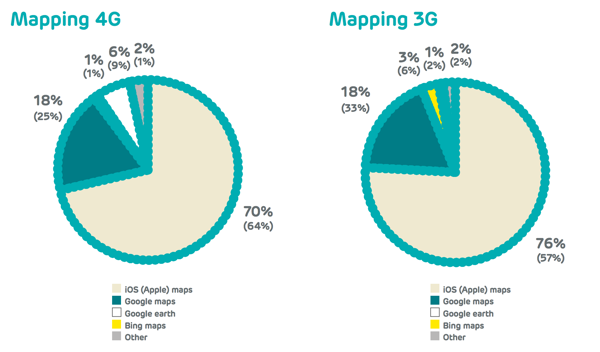 Mapping 4G
1% 6% 2%
(1%) (9%) (1%)
18%
(25%)
70%
(64%)
iOS (Apple) maps
Google maps
Google earth
Bing maps
Other
Mapping 3G
3% 1% 2%
(6%) (2%) (2%)
18%
(33%)
76%
(57%)
iOS (Apple) maps
Google maps
Google earth
Bing maps
Other